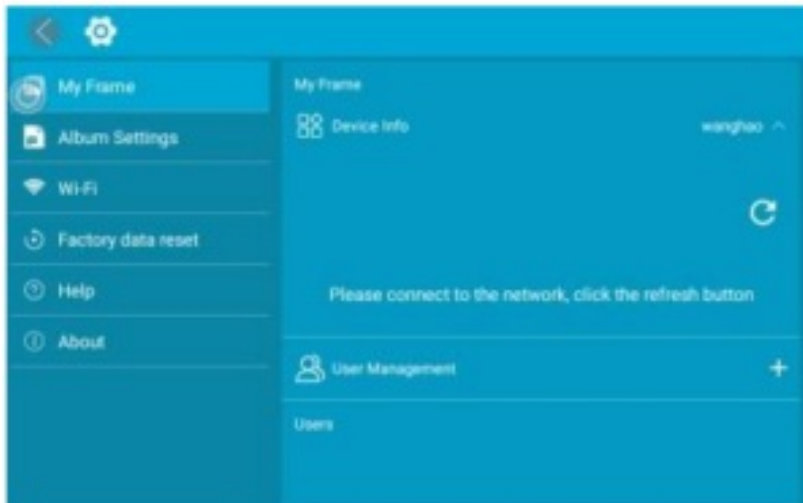 My Frame
Album Settings
Wi-Fi
Factory data reset
Help
About
My Frame
Device Info
wanghao
Please connect to the network, click the refresh button
User Management
Users